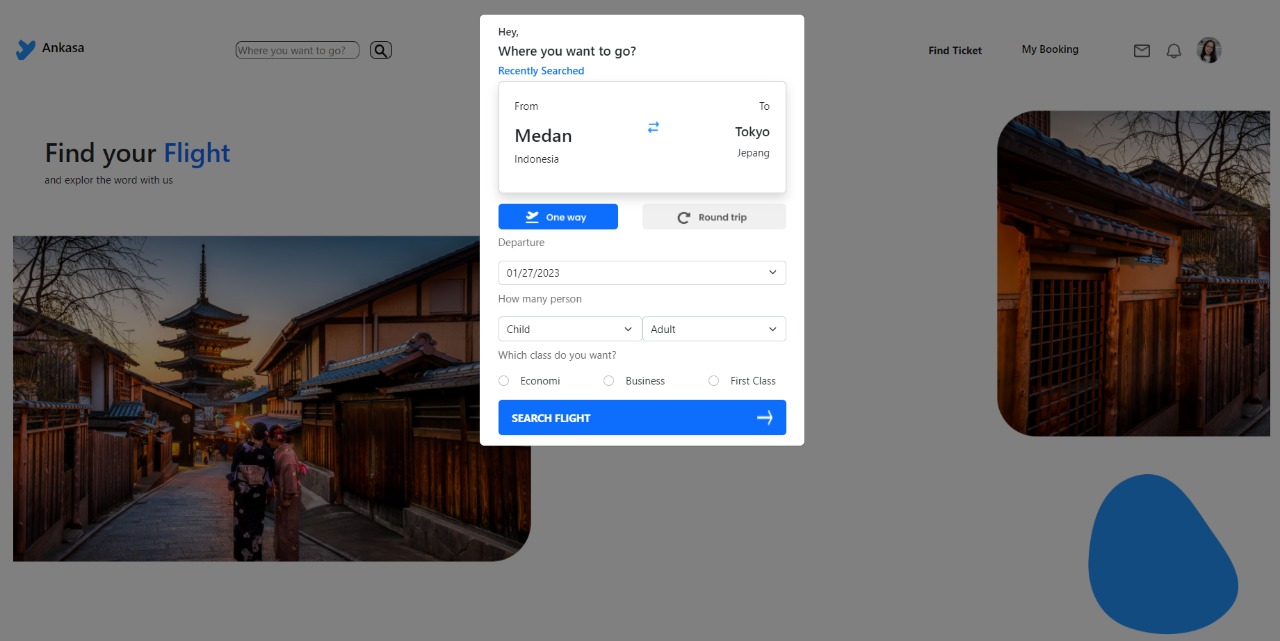 Ankasa
Where you want to go?
Find Ticket
My Booking
Find your Flight
and explor the word with us
Hey,
Where you want to go?
Recently Searched
From
To
Medan
Tokyo
Indonesia
Jepang
One way
Round trip
Departure
01/27/2023
How many person
Child
Adult
Which class do you want?
Economi
Business
First Class
SEARCH FLIGHT